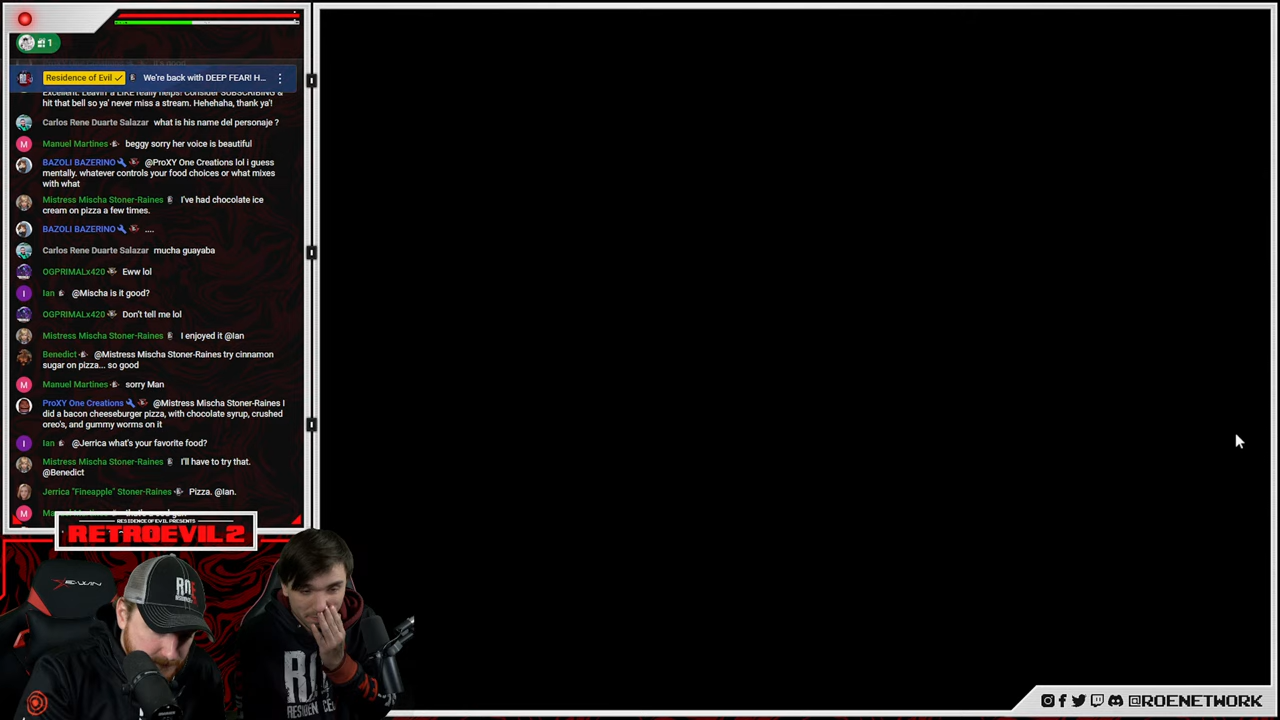 1
Residence of Evil We're back with DEEP FEAR! H...
Excellent. Leavin' a LIKE really helps! Consider SUBSCRIBING &
hit that bell so ya' never miss a stream. Hehehaha, thank ya'!
Carlos Rene Duarte Salazar what is his name del personaje ?
Manuel Martines beggy sorry her voice is beautiful
BAZOLI BAZERINO @ProXY One Creations lol i guess
mentally. whatever controls your food choices or what mixes
with what
Mistress Mischa Stoner-Raines I've had chocolate ice
cream on pizza a few times.
BAZOLI BAZERINO ....
Carlos Rene Duarte Salazar mucha guayaba
OGPRIMALx420 Eww lol
Ian @Mischa is it good?
OGPRIMALx420 Don't tell me lol
Mistress Mischa Stoner-Raines I enjoyed it @Ian
Benedict @Mistress Mischa Stoner-Raines try cinnamon
sugar on pizza... so good
Manuel Martines sorry Man
ProXY One Creations @Mistress Mischa Stoner-Raines I
did a bacon cheeseburger pizza, with chocolate syrup, crushed
oreo's, and gummy worms on it
Ian @Jerrica what's your favorite food?
Mistress Mischa Stoner-Raines I'll have to try that.
@Benedict
Jerrica "Fineapple" Stoner-Raines Pizza. @Ian.
RESIDENCE OF EVIL PRESENTS
RETROEVIL 2
@ROENETWORK